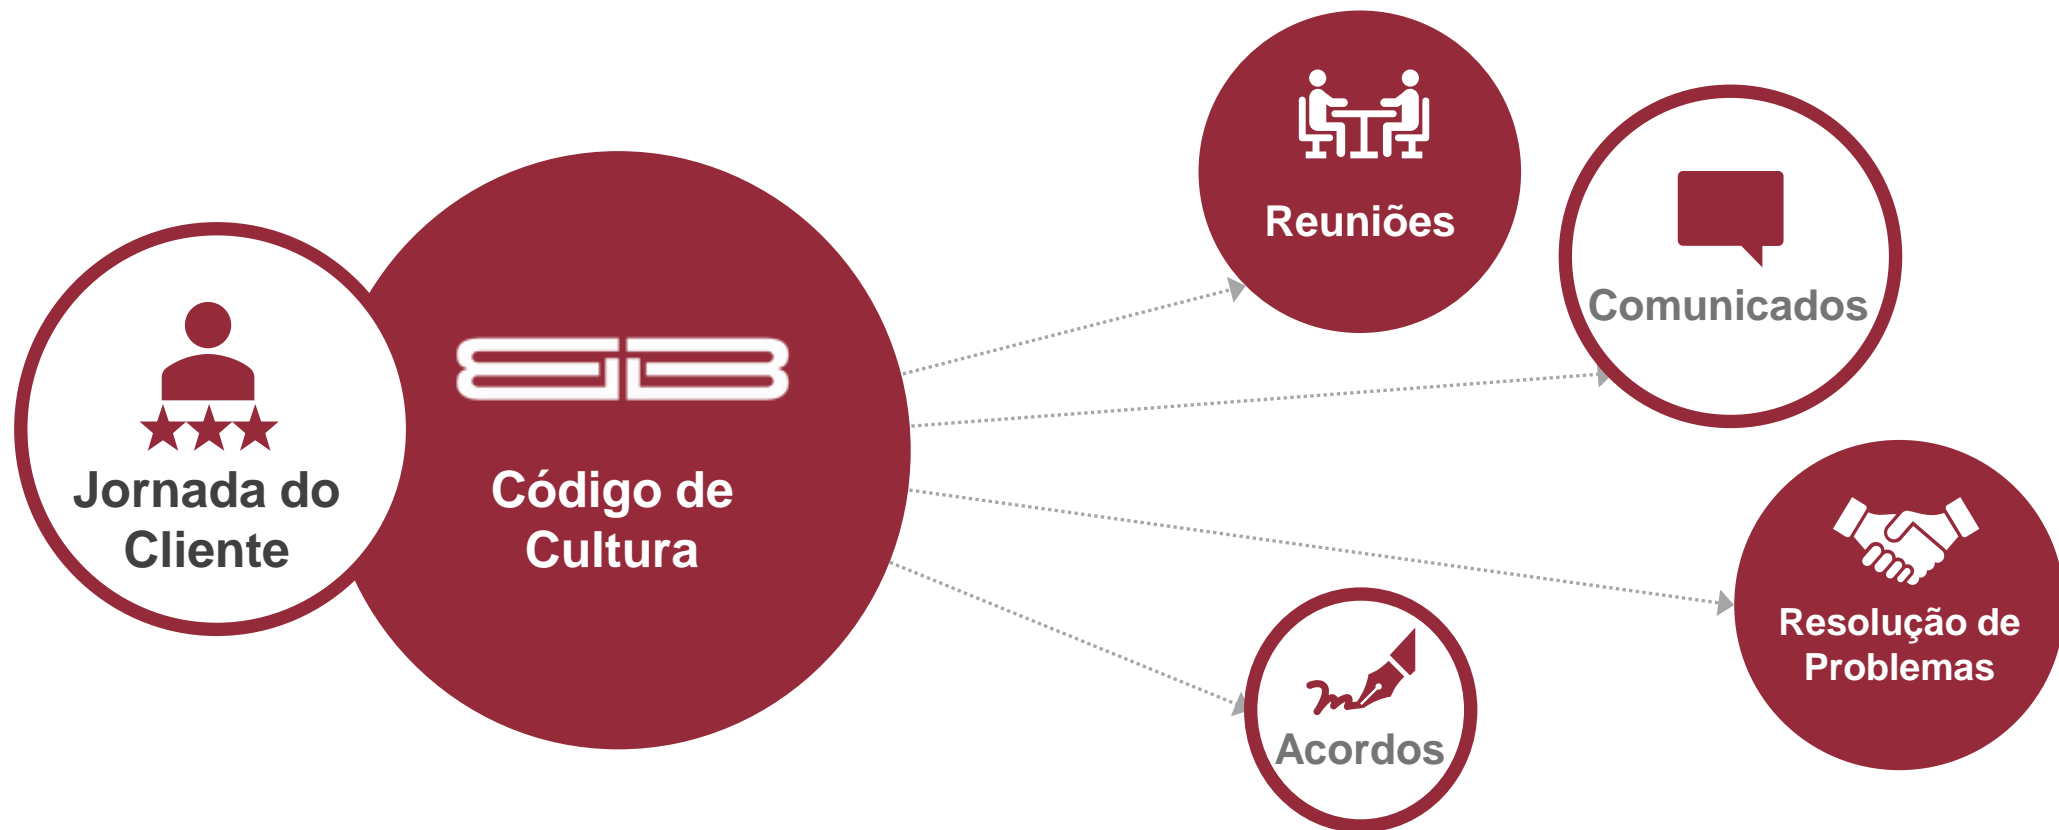 Jornada do
Cliente
Código de
Cultura
Reuniões
Comunicados
Resolução de
Problemas
Acordos